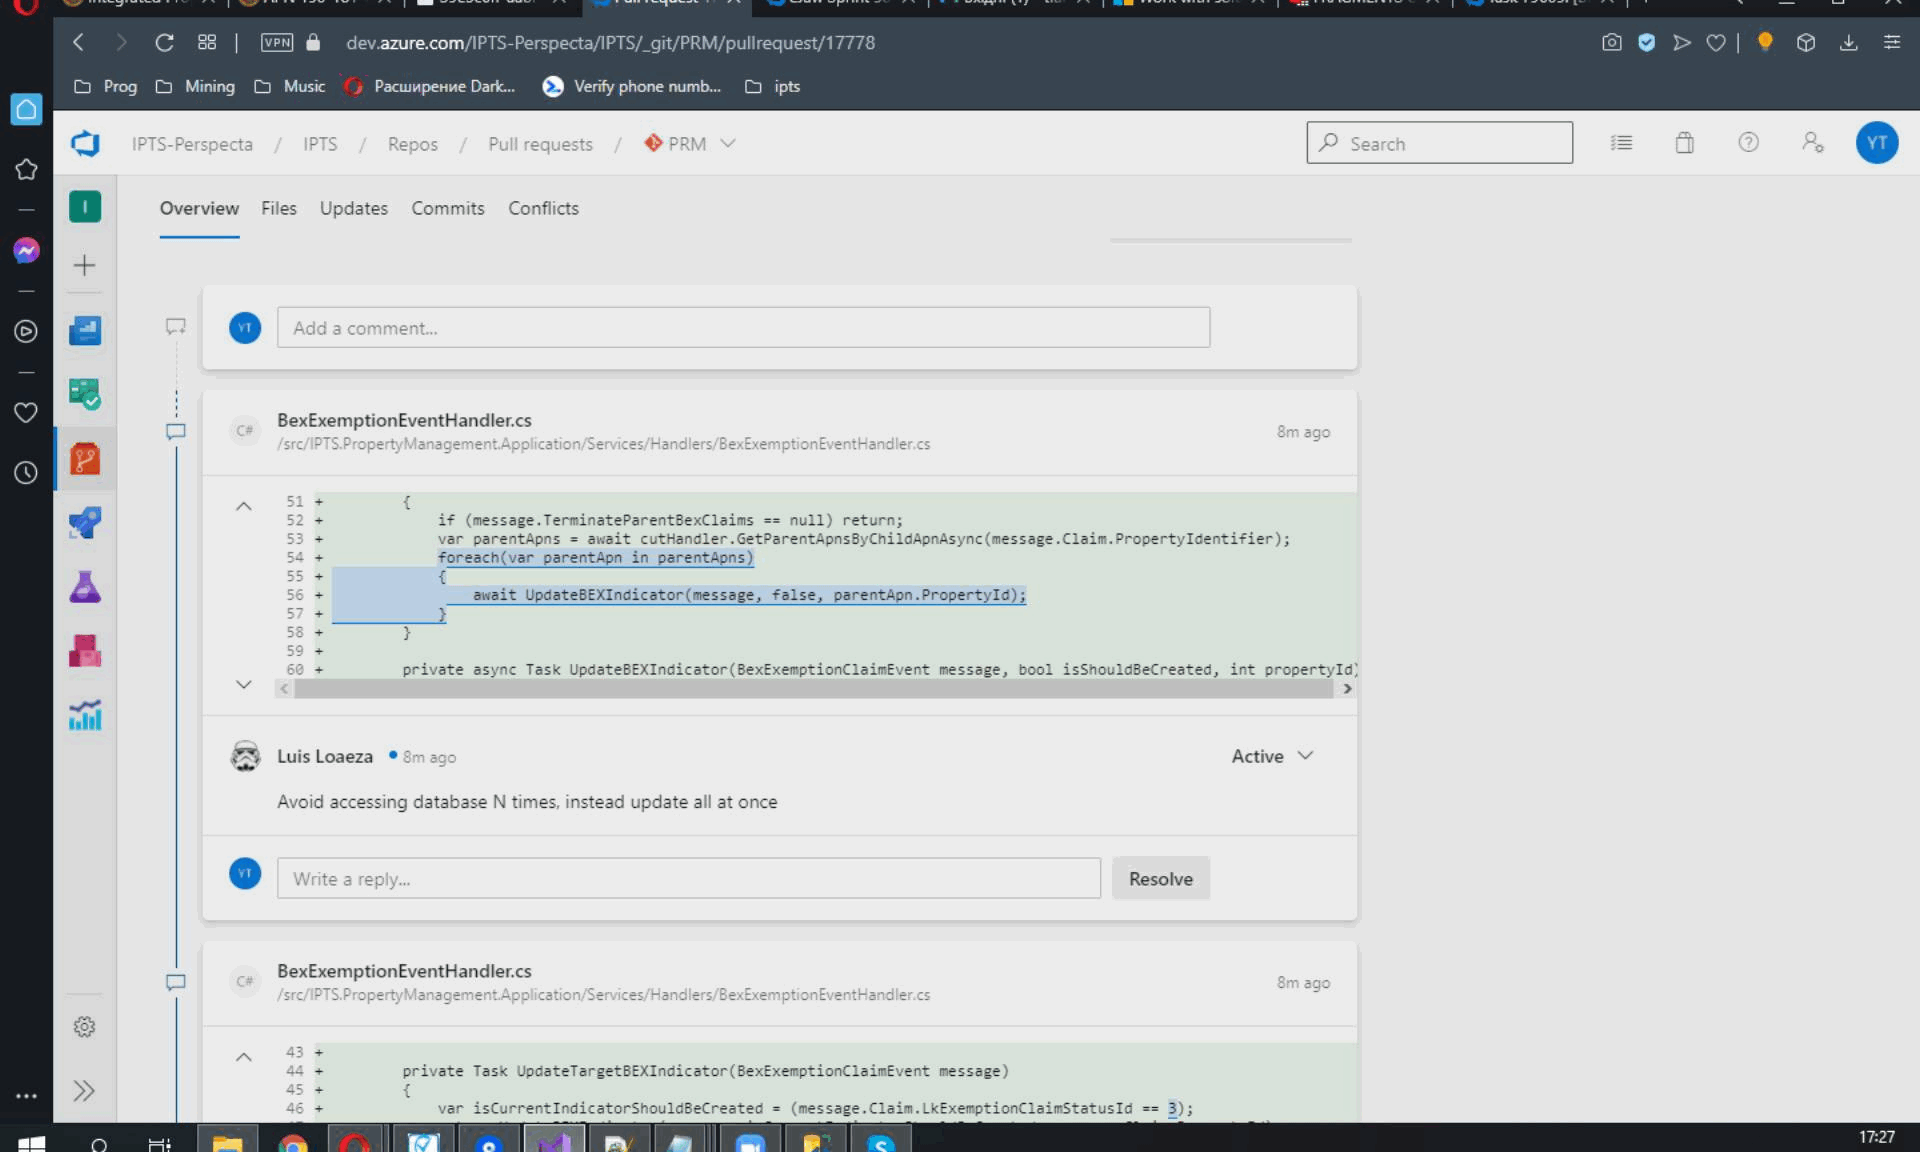 Pull request 17
VPN
dev.azure.com/IPTS-Perspecta/IPTS/_git/PRM/pullrequest/17778
Prog
Mining
Music
Расширение Dark...
Verify phone numb...
ipts
IPTS-Perspecta / IPTS / Repos / Pull requests / PRM
Search
YT
I
Overview
Files
Updates
Commits
Conflicts
YT
Add a comment...
C#
BexExemptionEventHandler.cs
/src/IPTS.PropertyManagement.Application/Services/Handlers/BexExemptionEventHandler.cs
8m ago
51 + {
52 + if (message.TerminateParentBexClaims == null) return;
53 + var parentApns = await cutHandler.GetParentApnsByChildApnAsync(message.Claim.PropertyIdentifier);
54 + foreach(var parentApn in parentApns)
55 + {
56 + await UpdateBEXIndicator(message, false, parentApn.PropertyId);
57 + }
58 + }
59 +
60 + private async Task UpdateBEXIndicator(BexExemptionClaimEvent message, bool isShouldBeCreated, int propertyId)
Luis Loaeza
8m ago
Active
Avoid accessing database N times, instead update all at once
YT
Write a reply...
Resolve
C#
BexExemptionEventHandler.cs
/src/IPTS.PropertyManagement.Application/Services/Handlers/BexExemptionEventHandler.cs
8m ago
43 +
44 + private Task UpdateTargetBEXIndicator(BexExemptionClaimEvent message)
45 + {
46 + var isCurrentIndicatorShouldBeCreated = (message.Claim.LkExemptionClaimStatusId == 3);
17:27